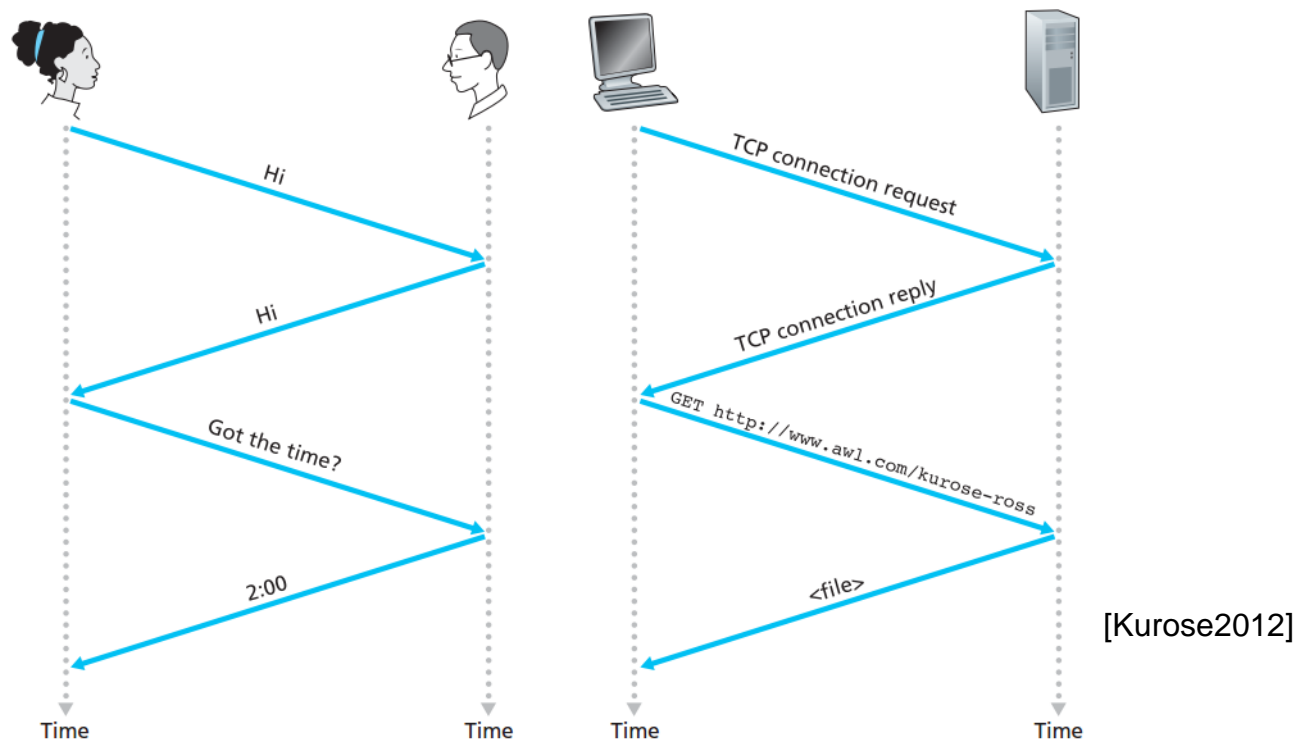 Hi
Hi
Got the time?
2:00
Time
Time
TCP connection request
TCP connection reply
GET http://www.awl.com/kurose-ross
<file>
Time
Time
[Kurose2012]